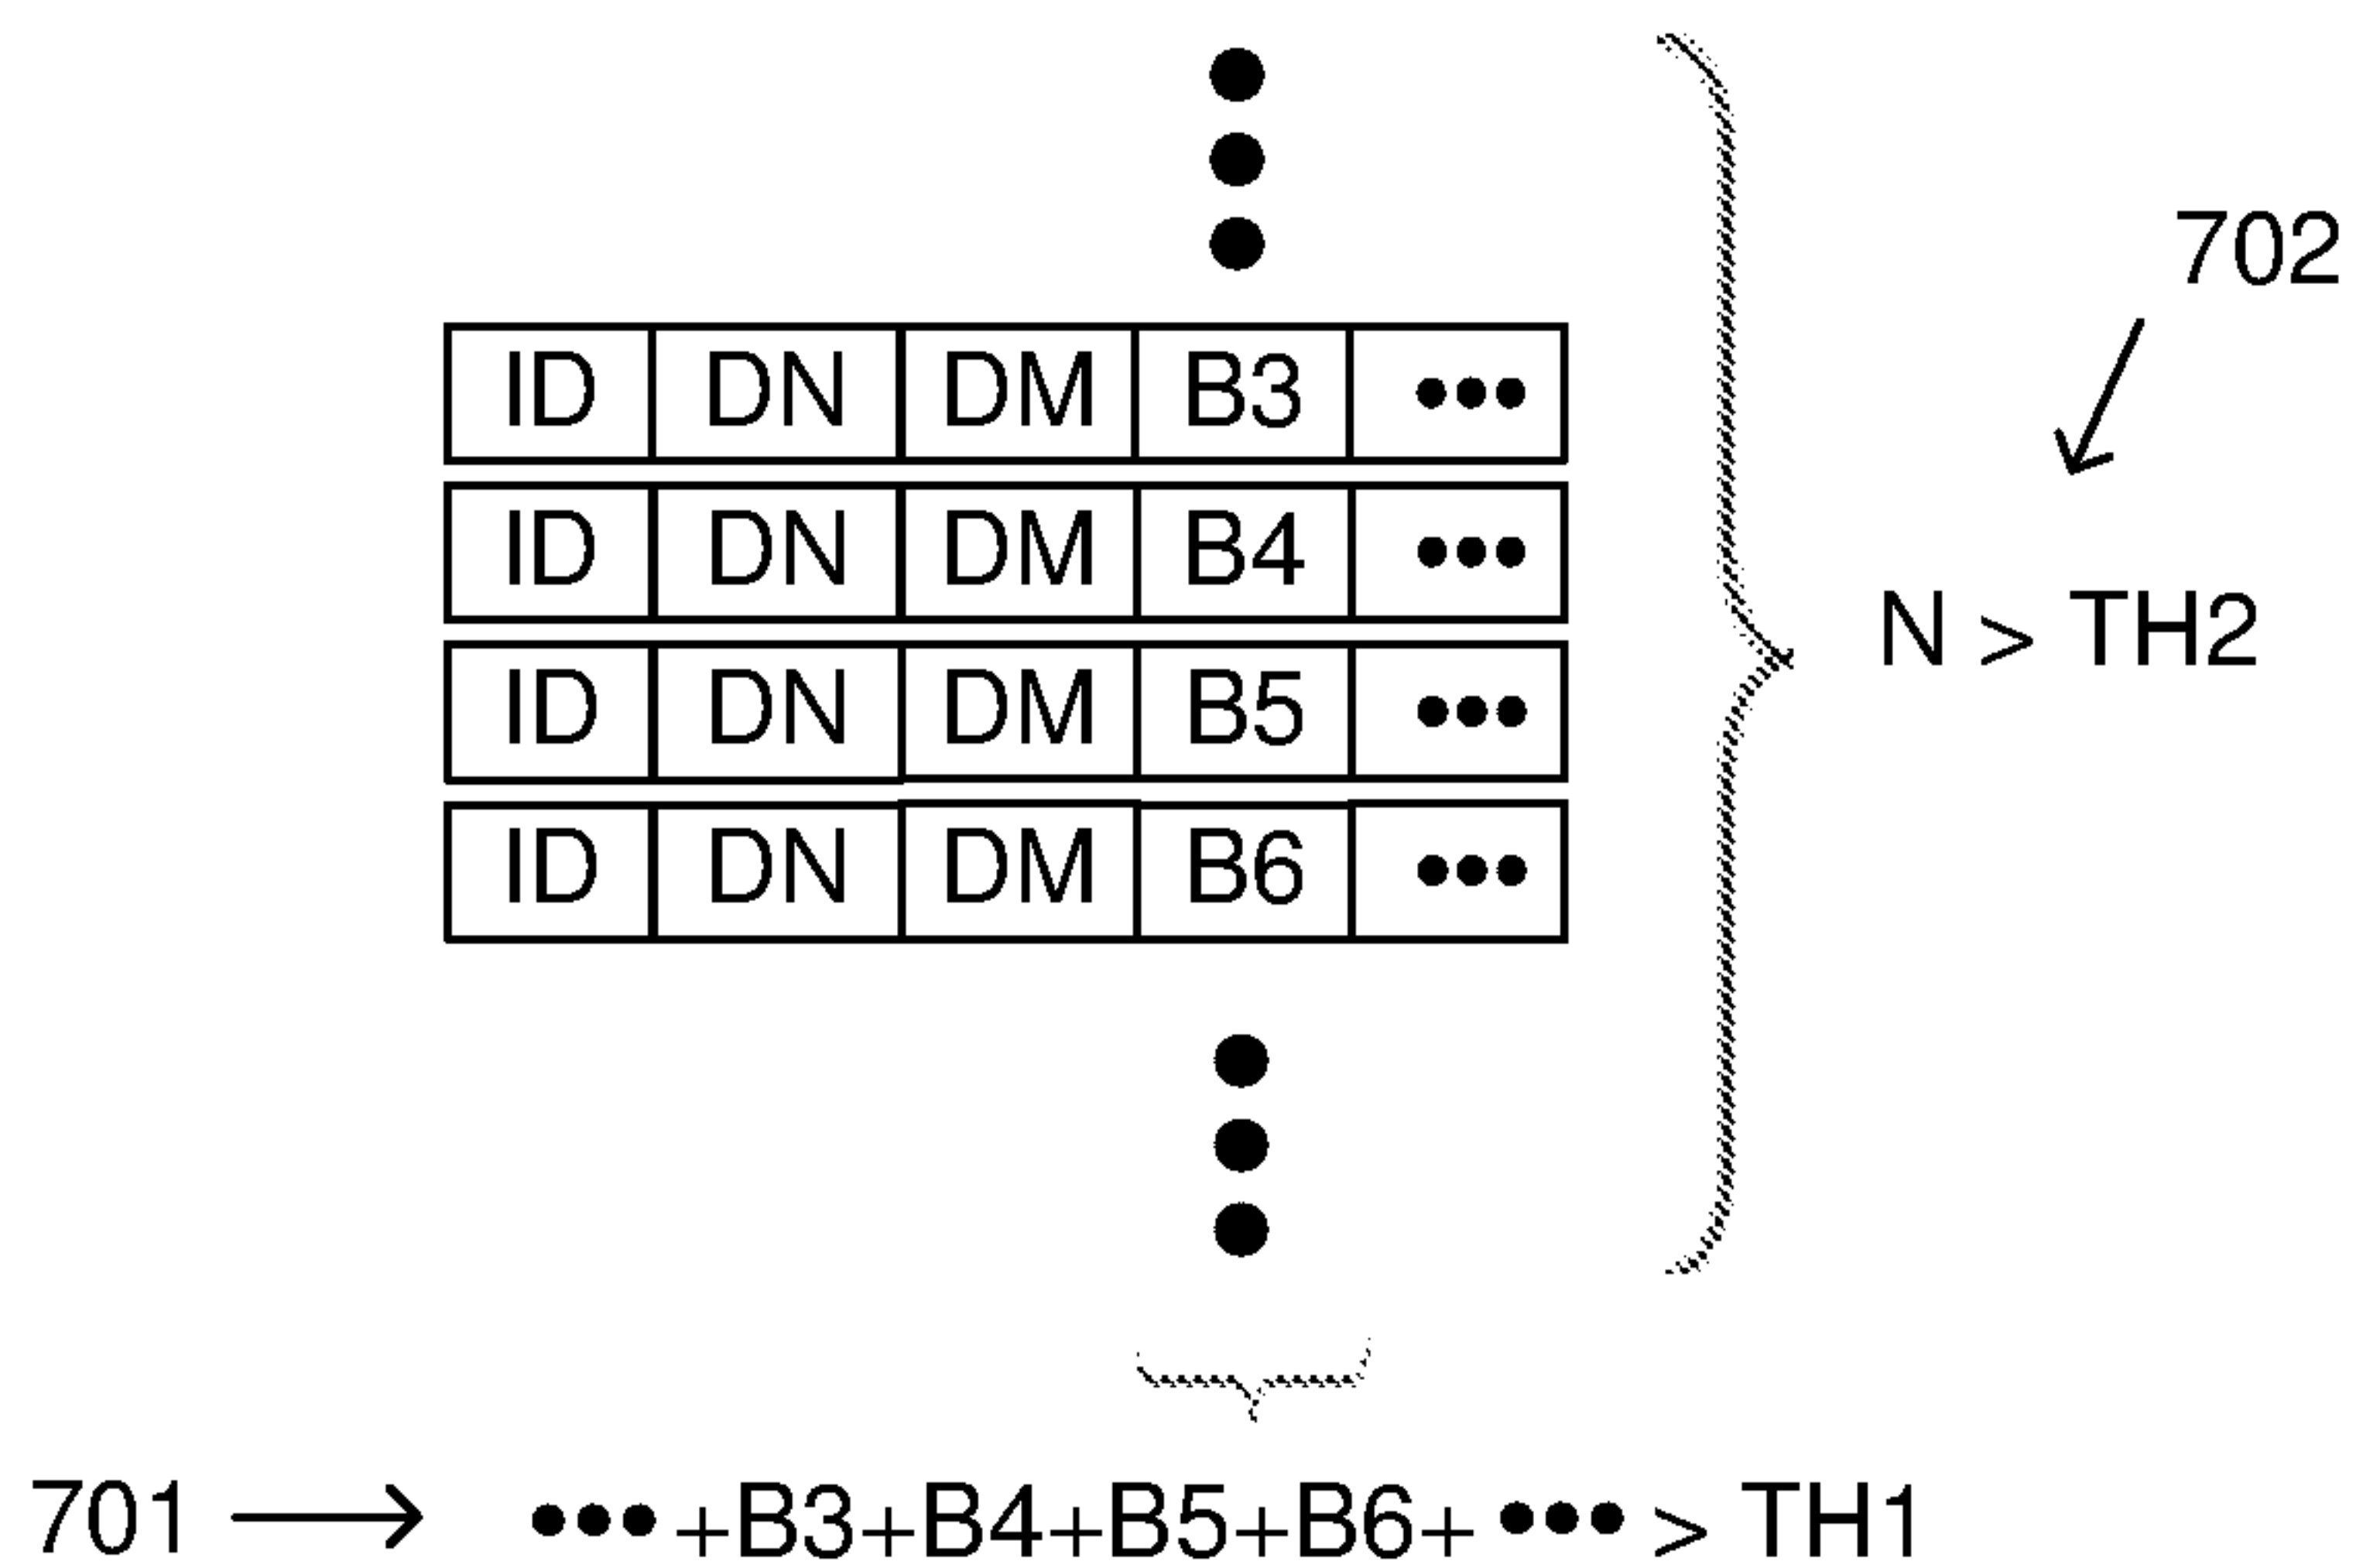 702
ID DN DM B3 •••
ID DN DM B4 •••
N > TH2
ID DN DM B5 •••
ID DN DM B6 •••
701 → ••• +B3+B4+B5+B6+ ••• > TH1